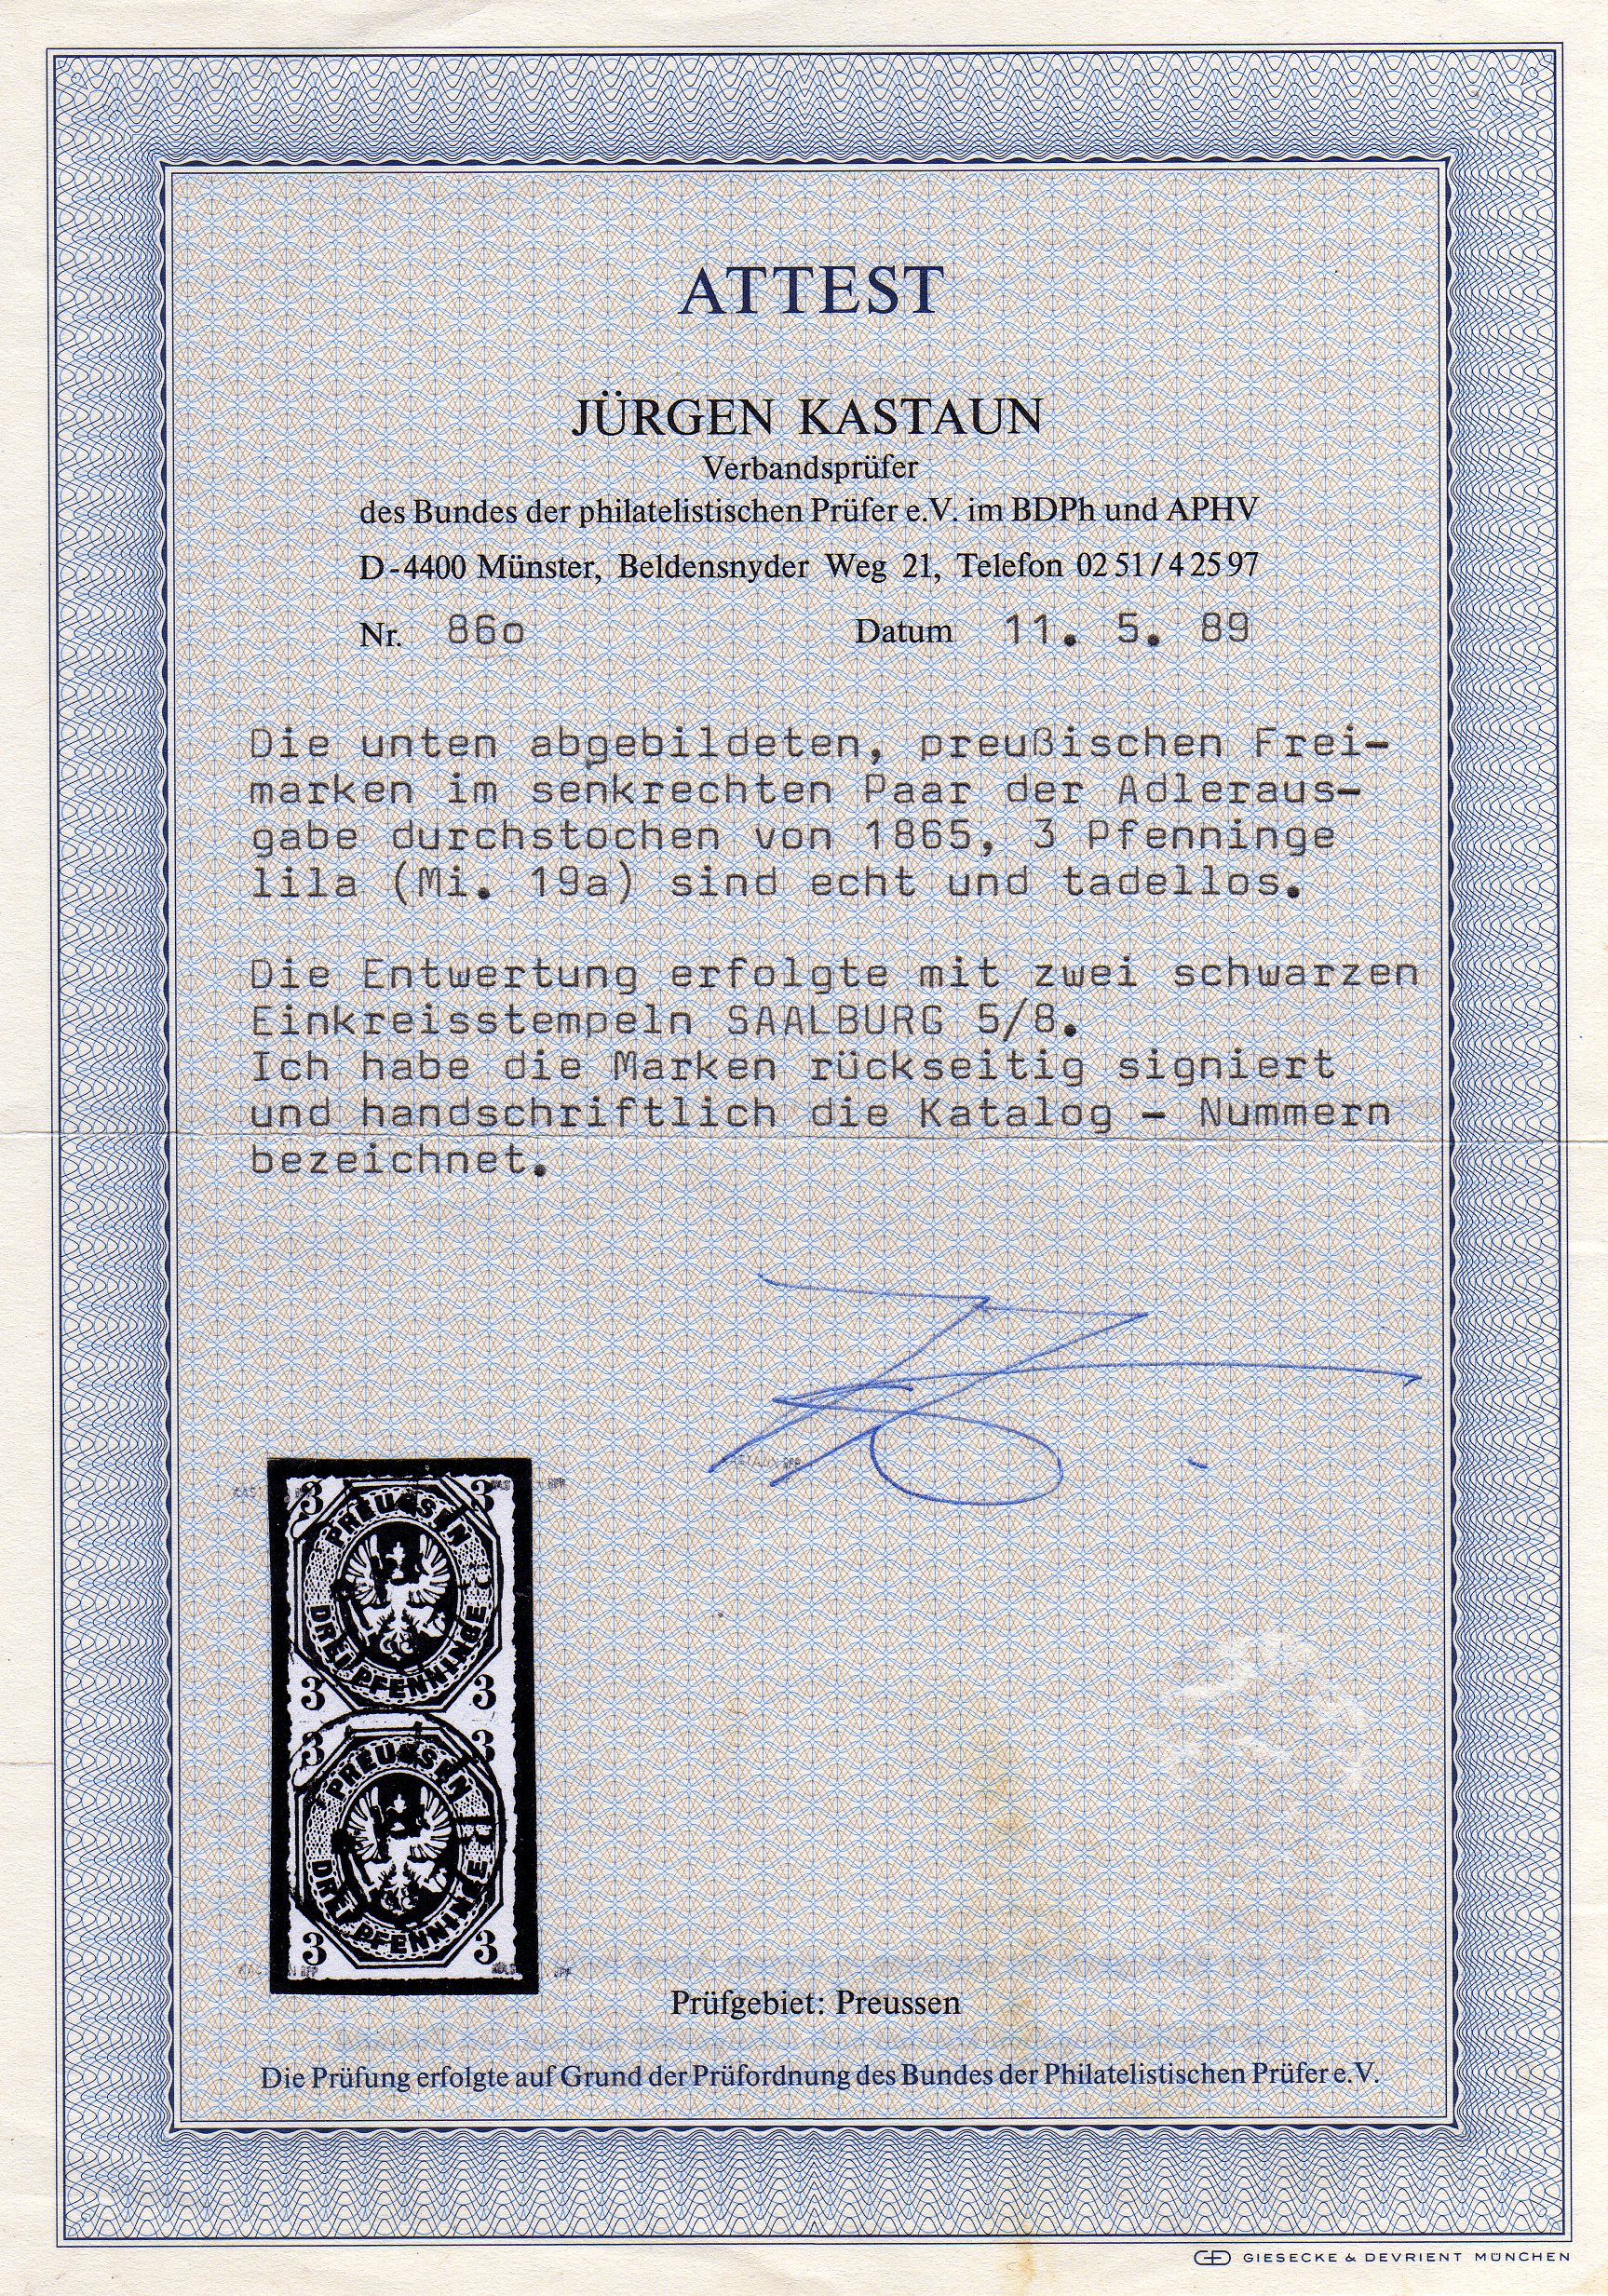 ATTEST
JÜRGEN KASTAUN
Verbandsprüfer
des Bundes der philatelistischen Prüfer e.V. im BDPh und APHV
D-4400 Münster, Beldensnyder Weg 21, Telefon 02 51/4 25 97
Nr. 86o Datum 11. 5. 89
Die unten abgebildeten, preußischen Frei-
marken im senkrechten Paar der Adleraus-
gabe durchstochen von 1865, 3 Pfenninge
lila (Mi. 19a) sind echt und tadellos.
Die Entwertung erfolgte mit zwei schwarzen
Einkreisstempeln SAALBURG 5/8.
Ich habe die Marken rückseitig signiert
und handschriftlich die Katalog - Nummern
bezeichnet.
KASTAUN BPP
3 3
PREUSSEN
DREI PFENNINGE
3 3
3 3
PREUSSEN
DREI PFENNINGE
3 3
Prüfgebiet: Preussen
Die Prüfung erfolgte auf Grund der Prüfordnung des Bundes der Philatelistischen Prüfer e.V.
GD GIESECKE & DEVRIENT MÜNCHEN